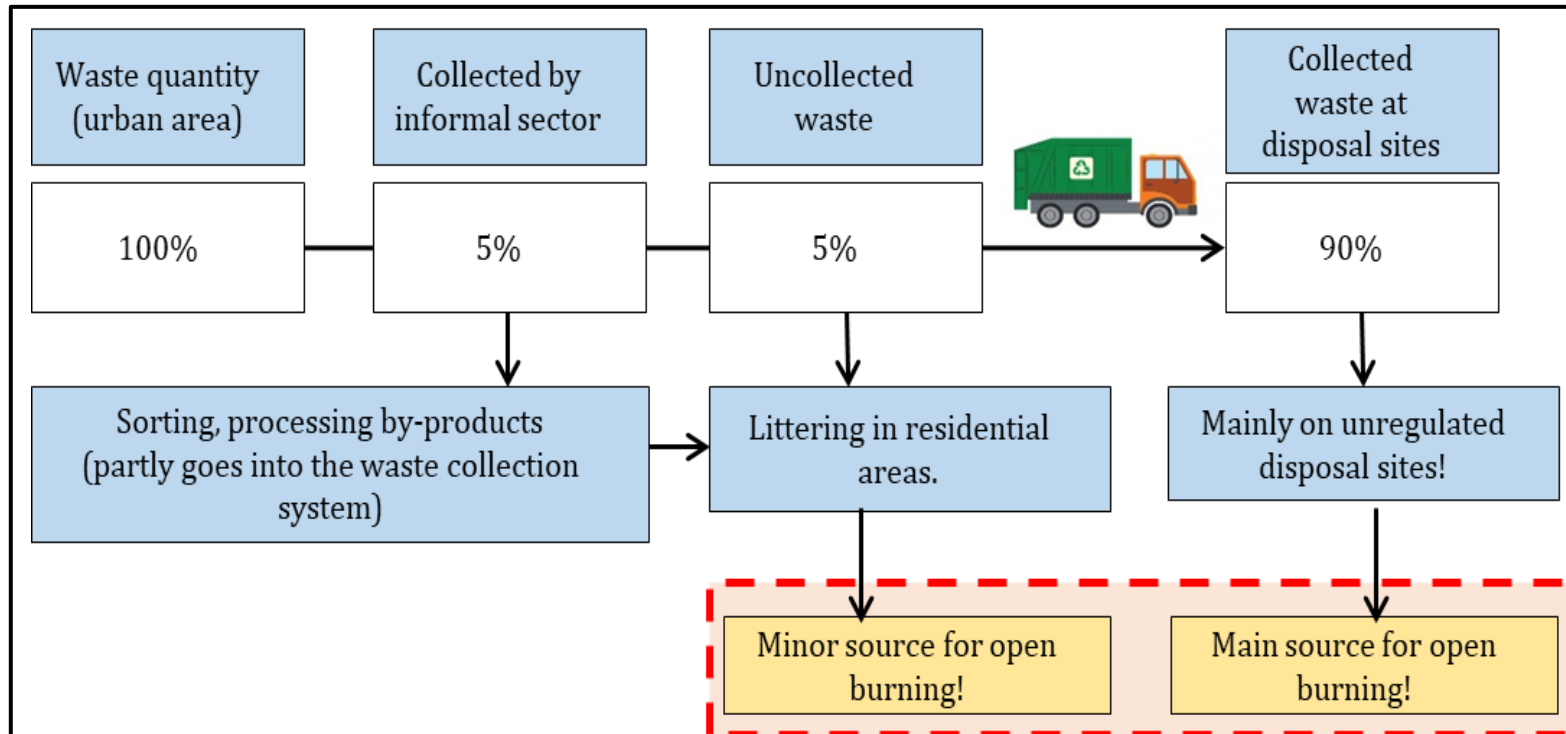 Waste quantity
(urban area)
Collected by
informal sector
Uncollected
waste
Collected
waste at
disposal sites
100%
5%
5%
90%
Sorting, processing by-products
(partly goes into the waste collection
system)
Littering in residential
areas.
Mainly on unregulated
disposal sites!
Minor source for open
burning!
Main source for open
burning!